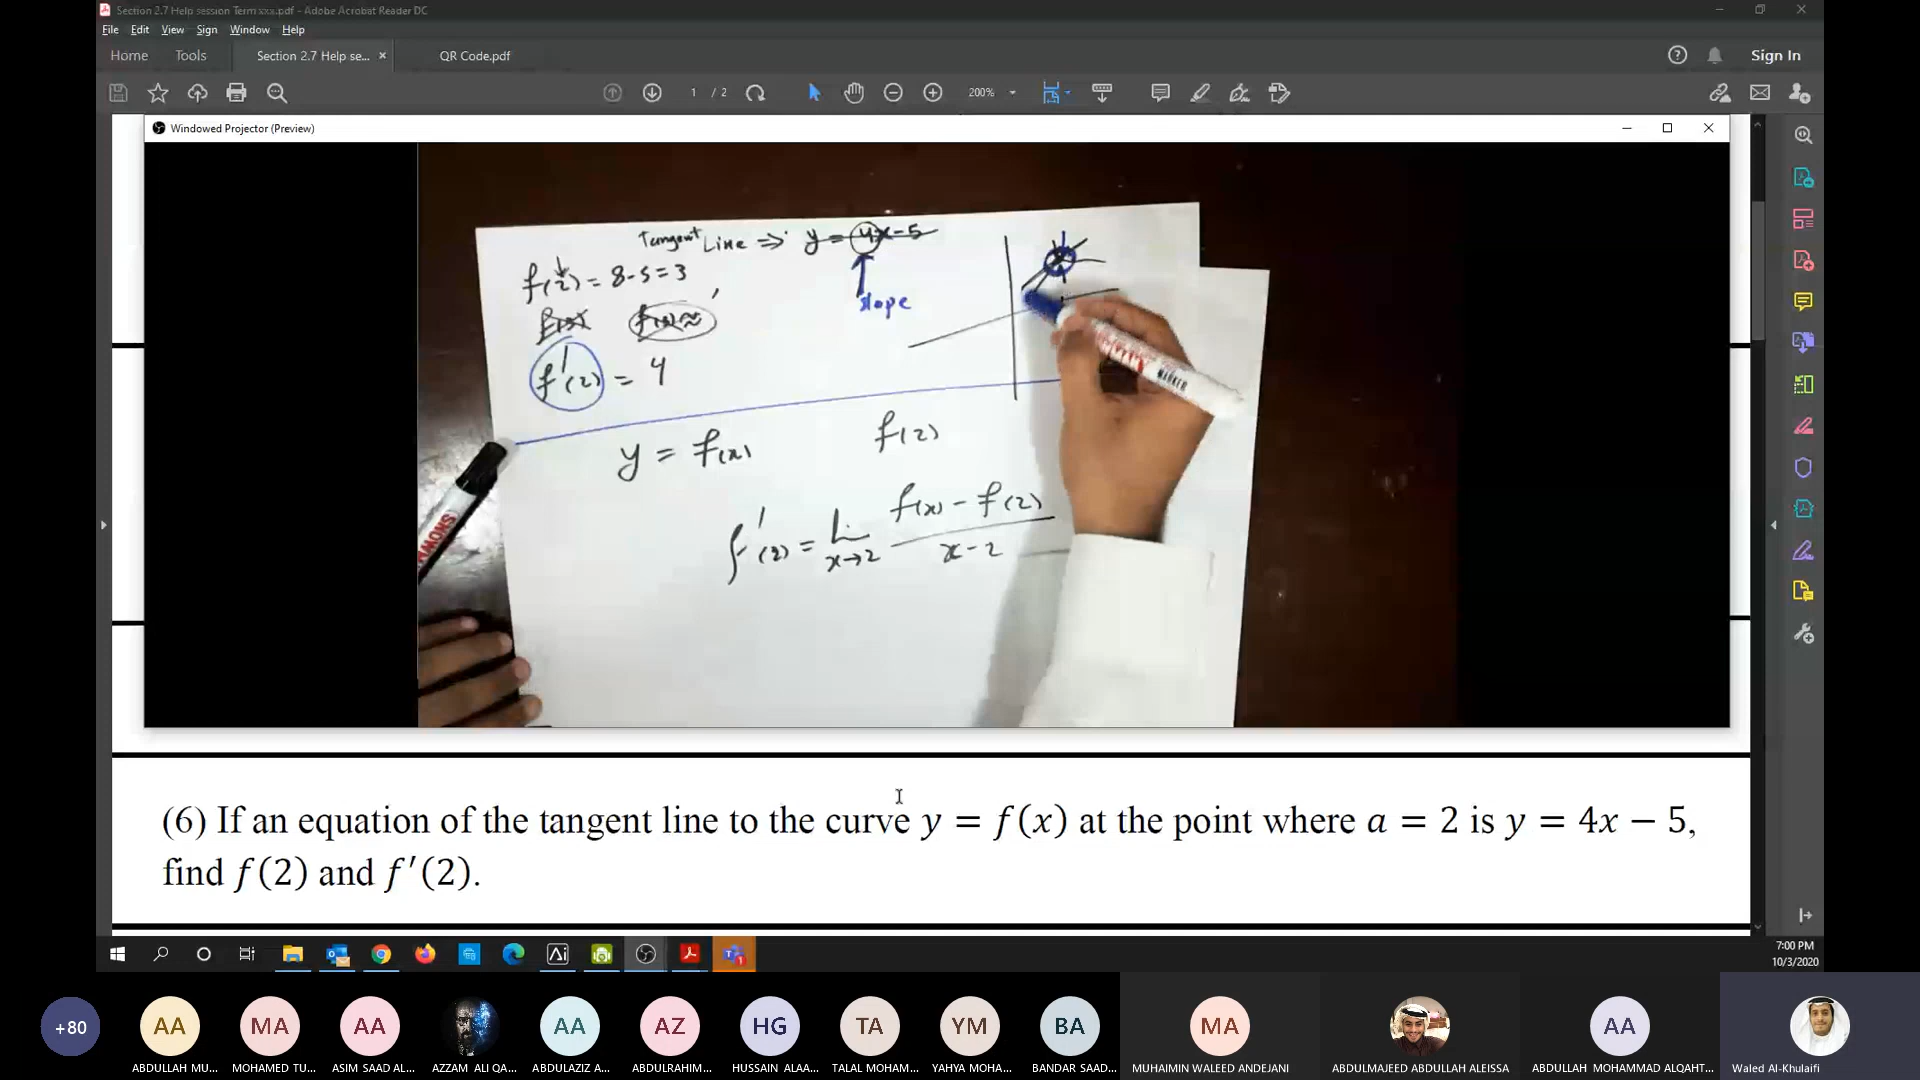 Section 2.7 Help session Term xxx.pdf - Adobe Acrobat Reader DC
File Edit View Window Help
Home Tools Section 2.7 Help se... × QR Code.pdf Sign In
1 / 2 200%
Windowed Projector (Preview)
Tangent Line => y = 4x-5
f(2) = 8-5=3
slope
f'(2) = 4
y = f(x) f(2)
f'(2) = lim x→2 f(x) - f(2)
x-2
MARKER
SNOWM
(6) If an equation of the tangent line to the curve y = f(x) at the point where a = 2 is y = 4x − 5,
find f(2) and f′(2).
7:00 PM
10/3/2020
+80 AA MA AA AA AZ HG TA YM BA MA AA
ABDULLAH MU... MOHAMED TU... ASIM SAAD AL... AZZAM ALI QA... ABDULAZIZ A... ABDULRAHIM... HUSSAIN ALAA... TALAL MOHAM... YAHYA MOHA... BANDAR SAAD... MUHAIMIN WALEED ANDEJANI ABDULMAJEED ABDULLAH ALEISSA ABDULLAH MOHAMMAD ALQAHT... Waled Al-Khulaifi